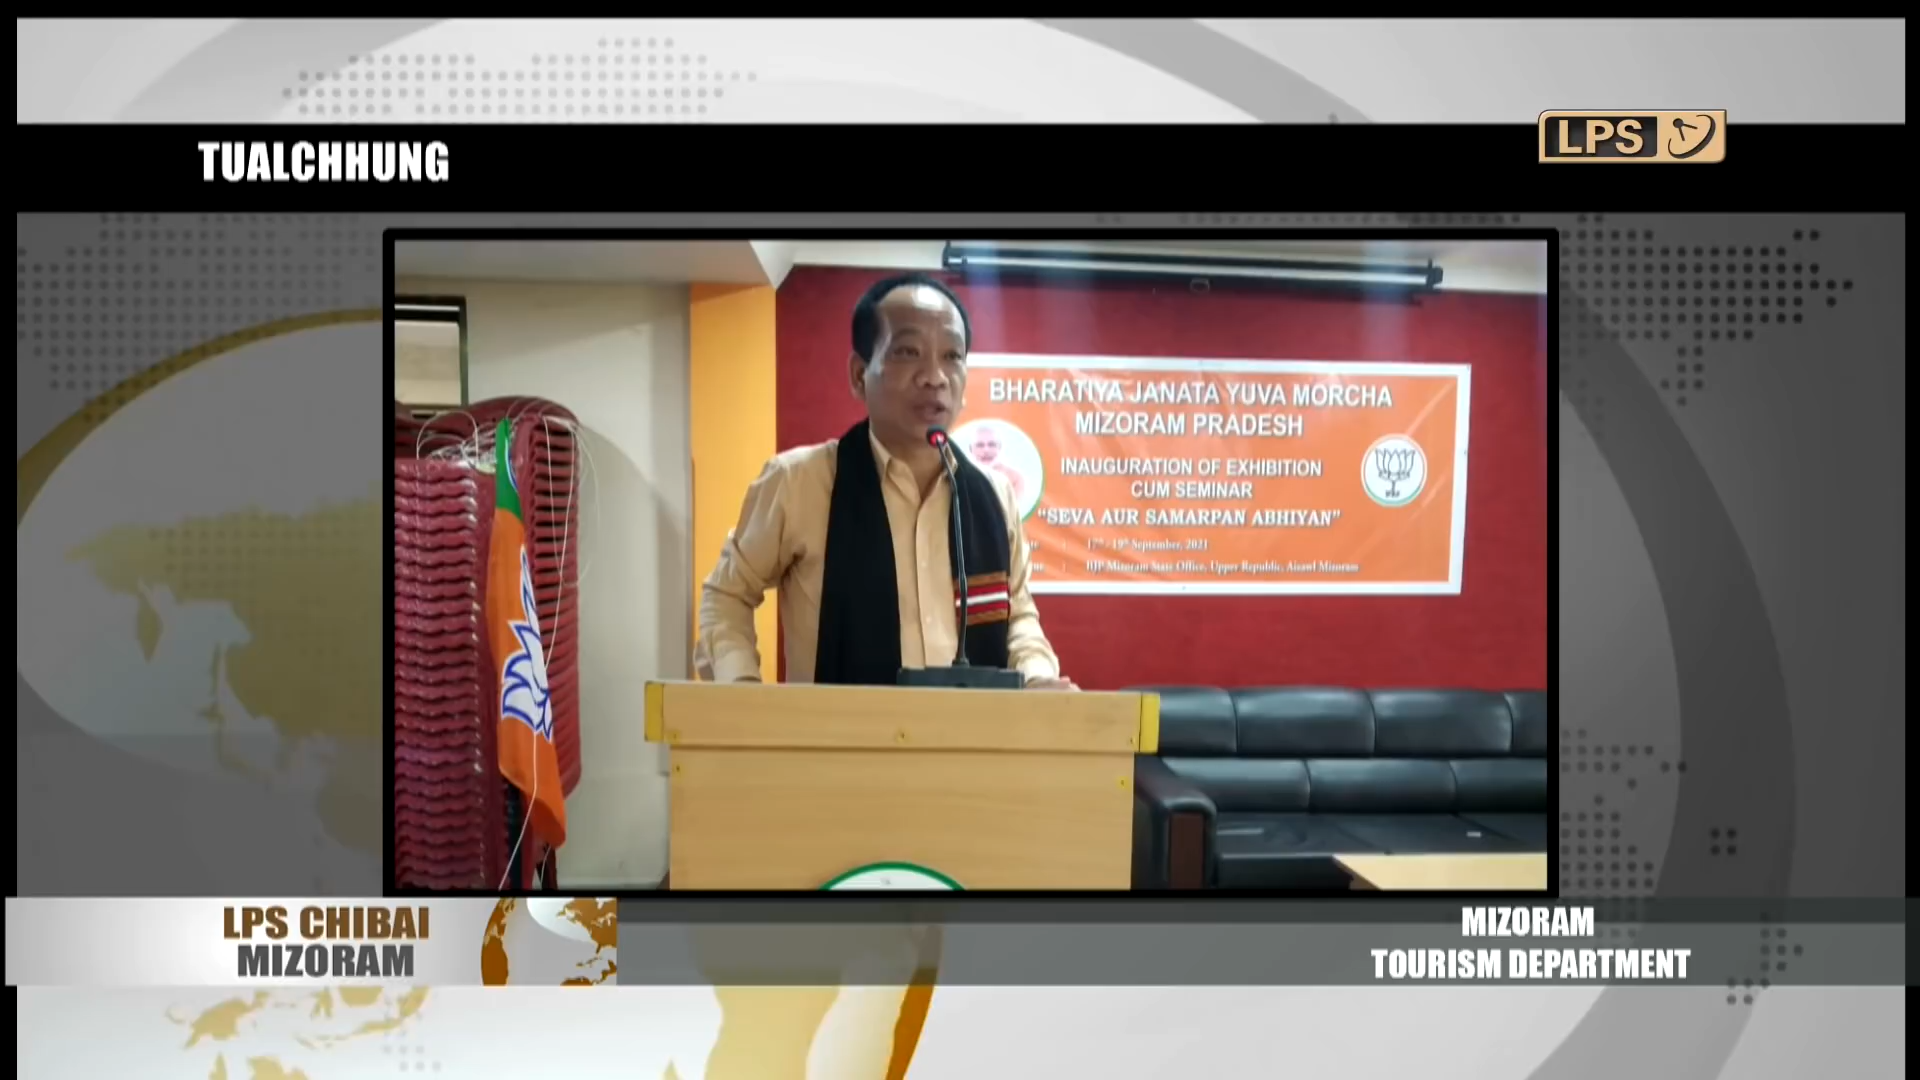 TUALCHHUNG
LPS
BHARATIYA JANATA YUVA MORCHA
MIZORAM PRADESH
INAUGURATION OF EXHIBITION
CUM SEMINAR
"SEVA AUR SAMARPAN ABHIYAN"
: 17th - 19th September, 2021
: BJP Mizoram State Office, Upper Republic, Aizawl Mizoram
LPS CHIBAI
MIZORAM
MIZORAM
TOURISM DEPARTMENT